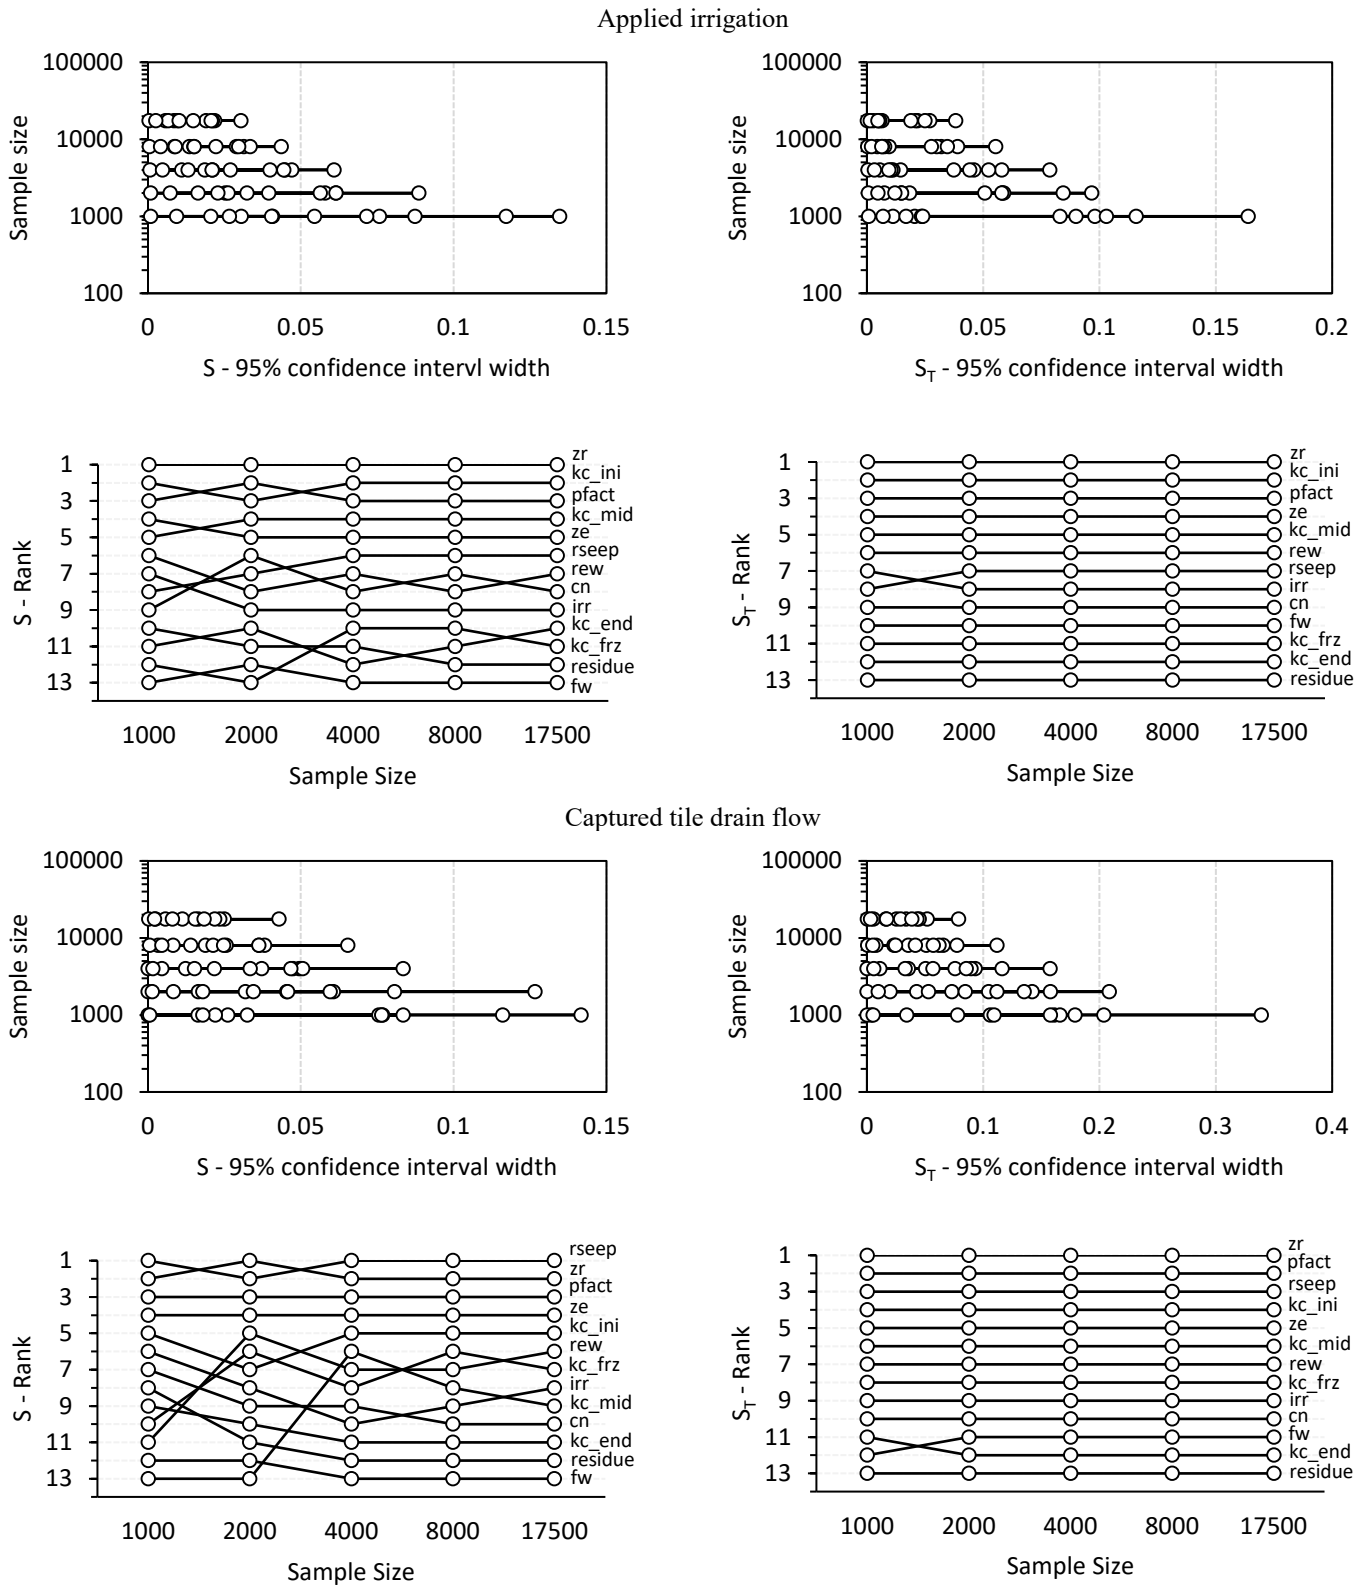 Applied irrigation
100000
10000
1000
100
Sample size
0 0.05 0.1 0.15
S - 95% confidence intervl width
100000
10000
1000
100
Sample size
0 0.05 0.1 0.15 0.2
S_T - 95% confidence interval width
1
3
5
7
9
11
13
S - Rank
zr
kc_ini
pfact
kc_mid
ze
rseep
rew
cn
irr
kc_end
kc_frz
residue
fw
1000 2000 4000 8000 17500
Sample Size
1
3
5
7
9
11
13
S_T - Rank
zr
kc_ini
pfact
ze
kc_mid
rew
rseep
irr
cn
fw
kc_frz
kc_end
residue
1000 2000 4000 8000 17500
Sample Size
Captured tile drain flow
100000
10000
1000
100
Sample size
0 0.05 0.1 0.15
S - 95% confidence interval width
100000
10000
1000
100
Sample size
0 0.1 0.2 0.3 0.4
S_T - 95% confidence interval width
1
3
5
7
9
11
13
S - Rank
rseep
zr
pfact
ze
kc_ini
rew
kc_frz
irr
kc_mid
cn
kc_end
residue
fw
1000 2000 4000 8000 17500
Sample Size
1
3
5
7
9
11
13
S_T - Rank
zr
pfact
rseep
kc_ini
ze
kc_mid
rew
kc_frz
irr
cn
fw
kc_end
residue
1000 2000 4000 8000 17500
Sample Size